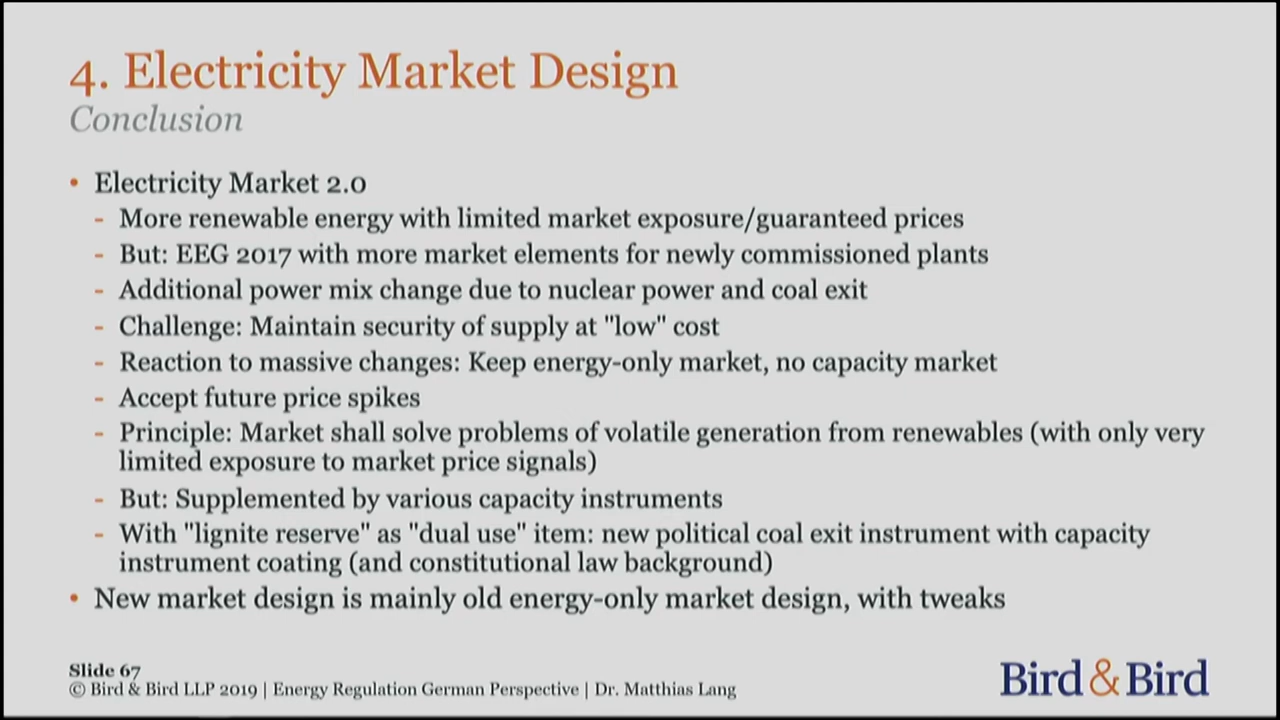 4. Electricity Market Design
Conclusion
• Electricity Market 2.0
- More renewable energy with limited market exposure/guaranteed prices
- But: EEG 2017 with more market elements for newly commissioned plants
- Additional power mix change due to nuclear power and coal exit
- Challenge: Maintain security of supply at "low" cost
- Reaction to massive changes: Keep energy-only market, no capacity market
- Accept future price spikes
- Principle: Market shall solve problems of volatile generation from renewables (with only very
limited exposure to market price signals)
- But: Supplemented by various capacity instruments
- With "lignite reserve" as "dual use" item: new political coal exit instrument with capacity
instrument coating (and constitutional law background)
• New market design is mainly old energy-only market design, with tweaks
Slide 67
© Bird & Bird LLP 2019 | Energy Regulation German Perspective | Dr. Matthias Lang
Bird & Bird